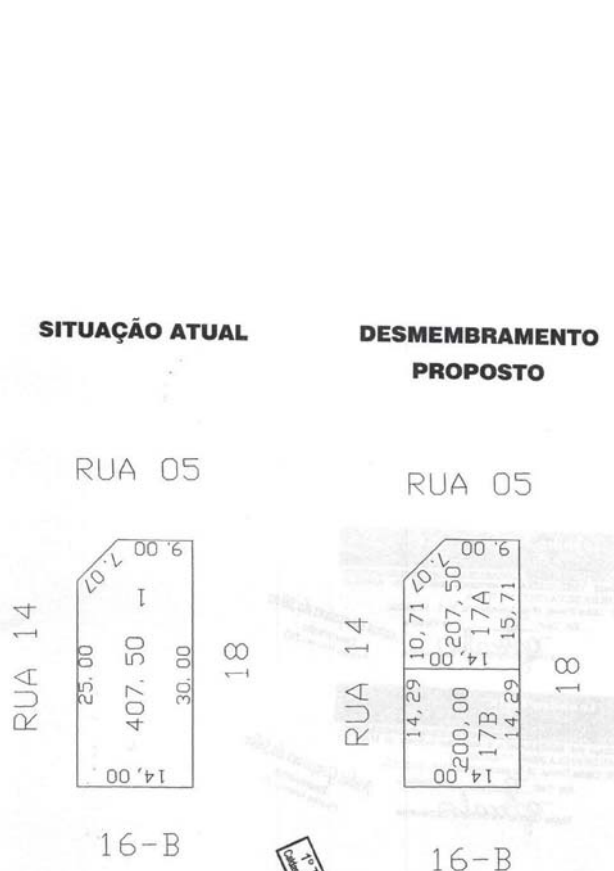 SITUAÇÃO ATUAL
RUA 05
9.00
7.07
1
RUA 14
25.00
407.50
30.00
18
14,00
16-B
DESMEMBRAMENTO
PROPOSTO
RUA 05
9.00
7.07
10,71
207,50
17A
15,71
14,00
RUA 14
18
14,29
200,00
17B
14,29
14,00
16-B
1º